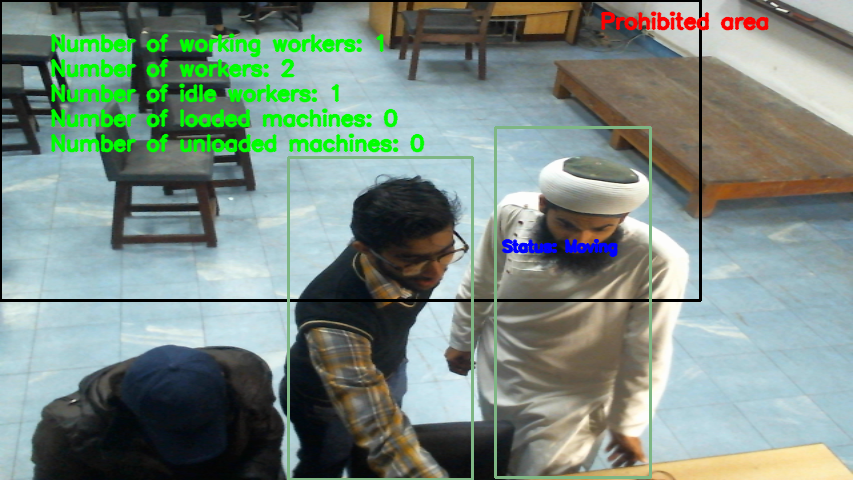 Prohibited area
Number of working workers: 1
Number of workers: 2
Number of idle workers: 1
Number of loaded machines: 0
Number of unloaded machines: 0
Status: Moving